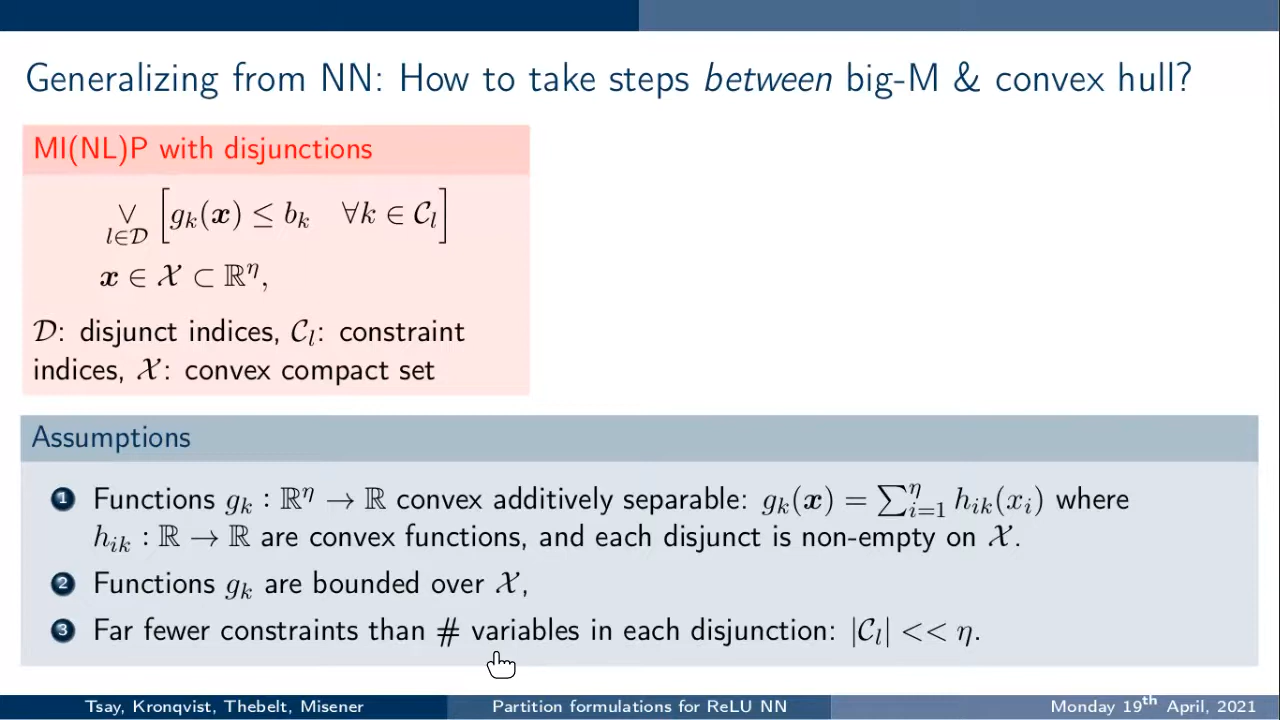 Generalizing from NN: How to take steps between big-M & convex hull?
MI(NL)P with disjunctions
∨ [g_k(𝒙) ≤ b_k ∀k ∈ 𝒞_l]
l∈𝒟
𝒙 ∈ 𝒳 ⊂ ℝ^η,
𝒟: disjunct indices, 𝒞_l: constraint
indices, 𝒳: convex compact set
Assumptions
1 Functions g_k : ℝ^η → ℝ convex additively separable: g_k(𝒙) = ∑_{i=1}^η h_{ik}(x_i) where
h_{ik} : ℝ → ℝ are convex functions, and each disjunct is non-empty on 𝒳.
2 Functions g_k are bounded over 𝒳,
3 Far fewer constraints than # variables in each disjunction: |𝒞_l| << η.
Tsay, Kronqvist, Thebelt, Misener
Partition formulations for ReLU NN
Monday 19th April, 2021